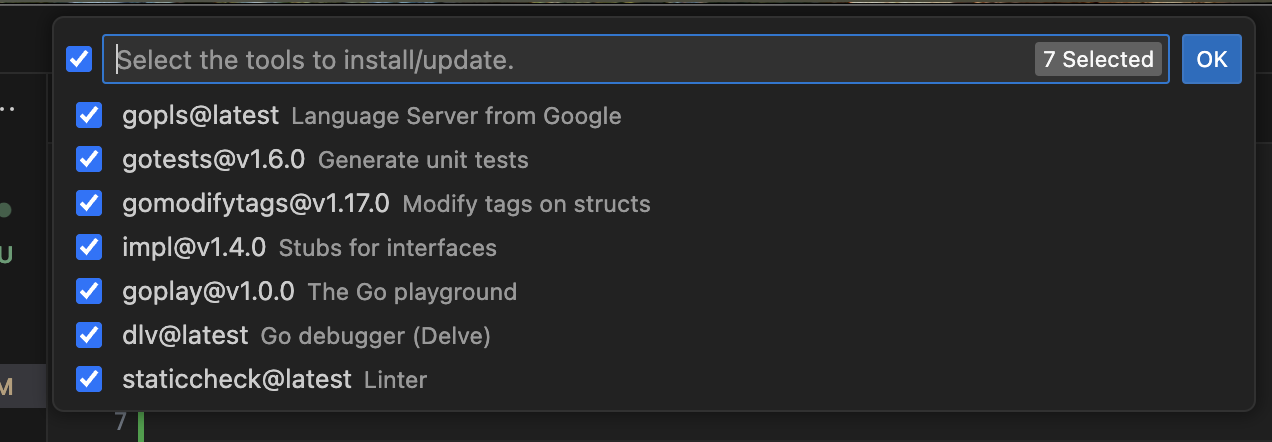 Select the tools to install/update. 7 Selected OK
gopls@latest Language Server from Google
gotests@v1.6.0 Generate unit tests
gomodifytags@v1.17.0 Modify tags on structs
impl@v1.4.0 Stubs for interfaces
goplay@v1.0.0 The Go playground
dlv@latest Go debugger (Delve)
staticcheck@latest Linter
U
M
7